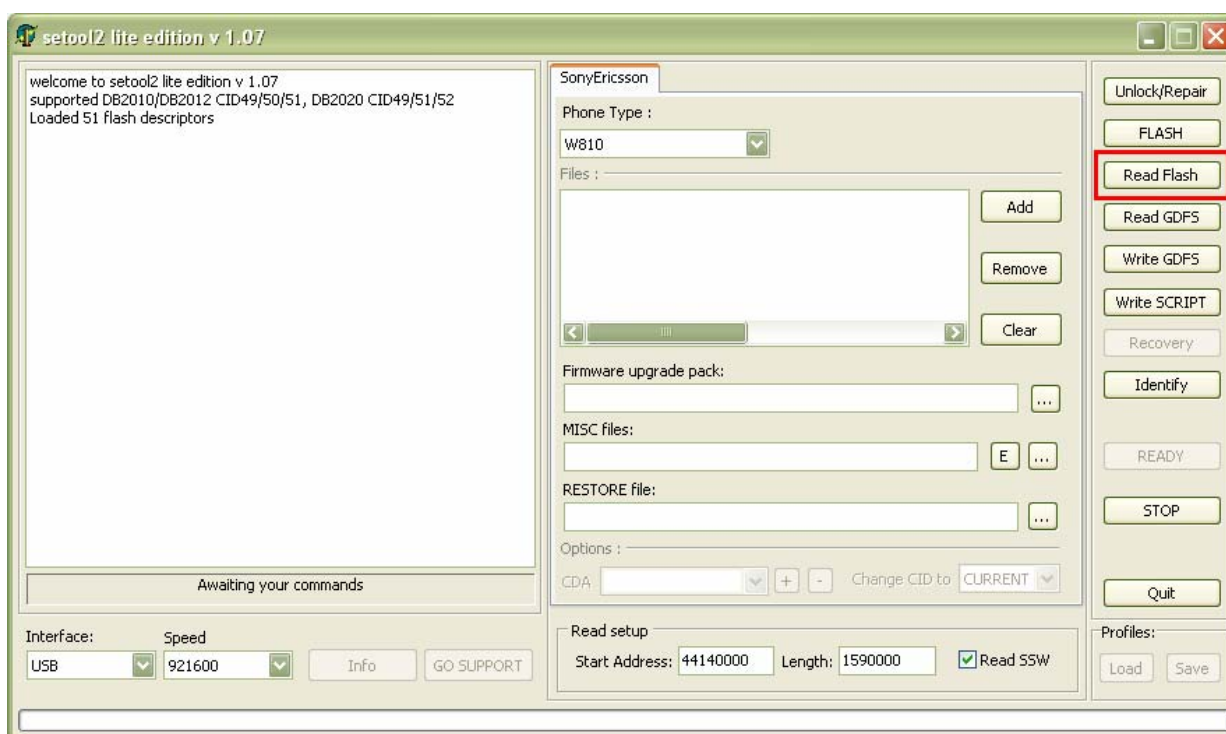 setool2 lite edition v 1.07
welcome to setool2 lite edition v 1.07
supported DB2010/DB2012 CID49/50/51, DB2020 CID49/51/52
Loaded 51 flash descriptors
Awaiting your commands
Interface:
Speed
USB
921600
Info
GO SUPPORT
SonyEricsson
Phone Type :
W810
Files :
Add
Remove
Clear
Firmware upgrade pack:
...
MISC files:
E
...
RESTORE file:
...
Options :
CDA
+
-
Change CID to
CURRENT
Read setup
Start Address:
44140000
Length:
1590000
Read SSW
Unlock/Repair
FLASH
Read Flash
Read GDFS
Write GDFS
Write SCRIPT
Recovery
Identify
READY
STOP
Quit
Profiles:
Load
Save